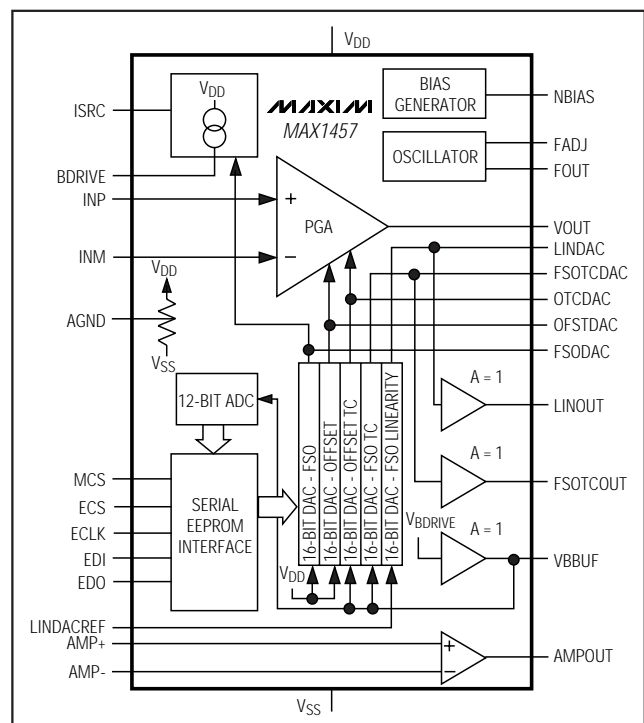 VDD
ISRC
VDD
MAXIM
MAX1457
BIAS
GENERATOR
NBIAS
OSCILLATOR
FADJ
FOUT
BDRIVE
INP
+
PGA
VOUT
LINDAC
INM
−
FSOTCDAC
VDD
OTCDAC
AGND
OFSTDAC
VSS
FSODAC
12-BIT ADC
A = 1
LINOUT
MCS
ECS
ECLK
EDI
EDO
SERIAL
EEPROM
INTERFACE
16-BIT DAC - FSO
16-BIT DAC - OFFSET
16-BIT DAC - OFFSET TC
16-BIT DAC - FSO TC
16-BIT DAC - FSO LINEARITY
A = 1
FSOTCOUT
VBDRIVE
A = 1
VBBUF
VDD
LINDACREF
AMP+
AMP-
+
−
AMPOUT
VSS